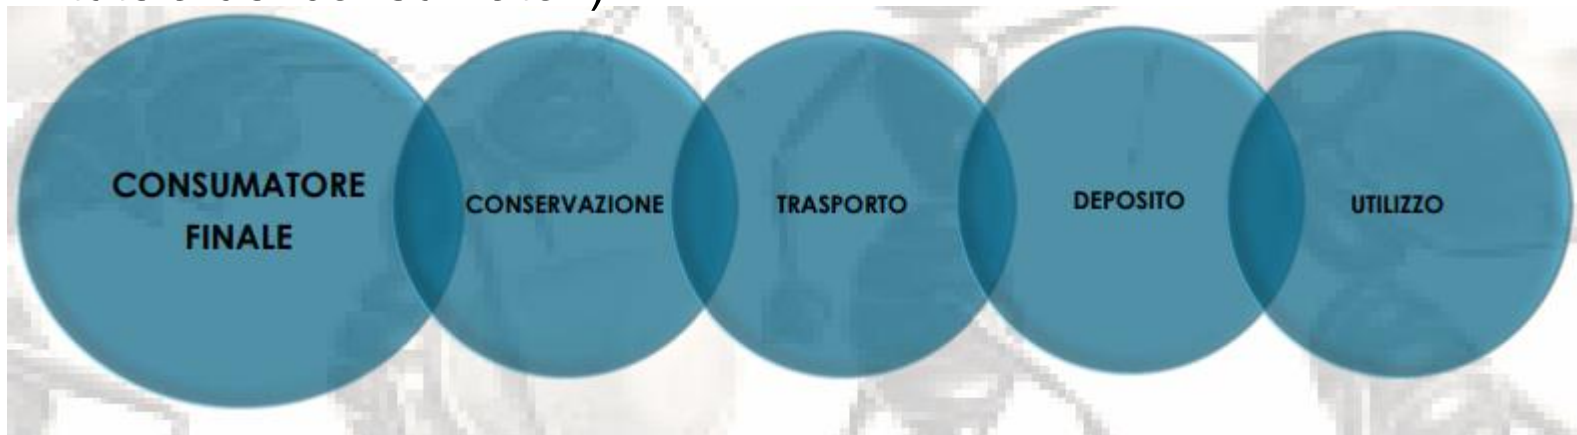 CONSUMATORE
FINALE
CONSERVAZIONE
TRASPORTO
DEPOSITO
UTILIZZO